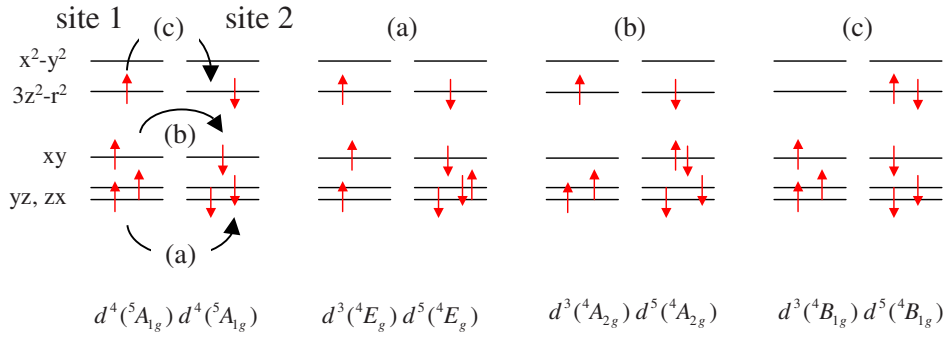 site 1 (c) site 2 (a) (b) (c)
x²-y²
3z²-r²
(b)
xy
yz, zx
(a)
d⁴(⁵A₁g) d⁴(⁵A₁g) d³(⁴Eg) d⁵(⁴Eg) d³(⁴A₂g) d⁵(⁴A₂g) d³(⁴B₁g) d⁵(⁴B₁g)